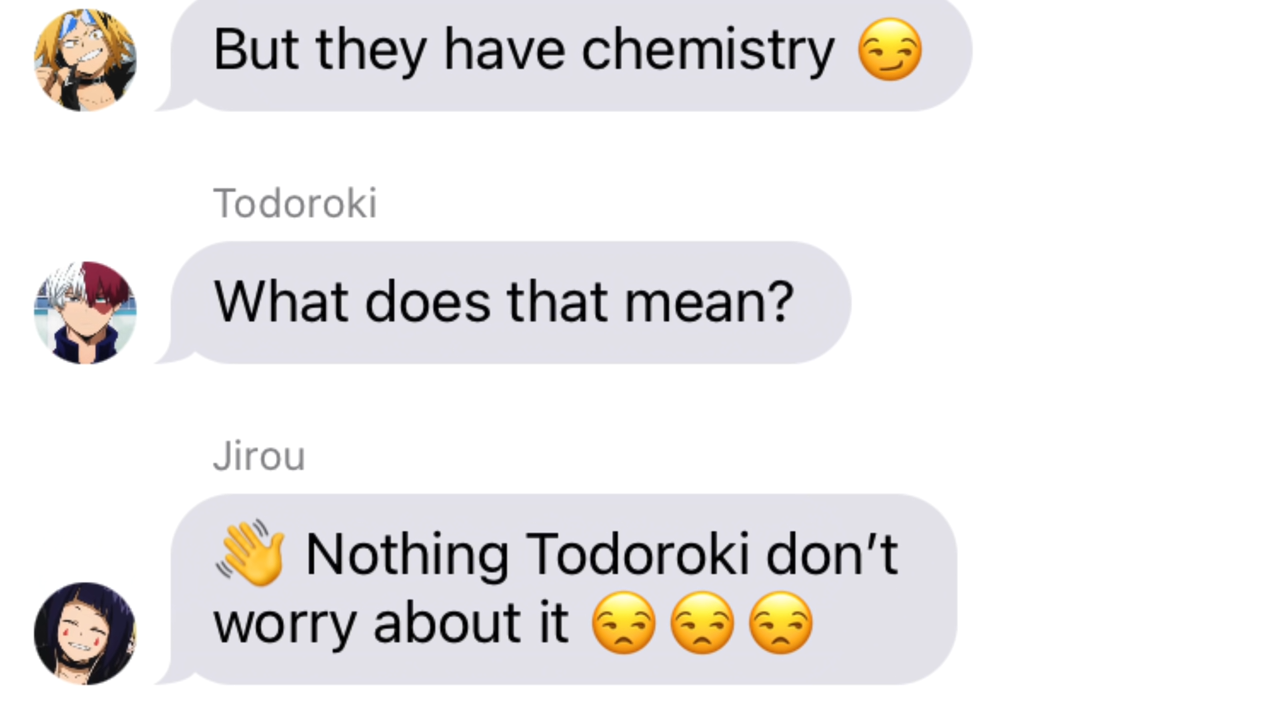 But they have chemistry 😏
Todoroki
What does that mean?
Jirou
👋 Nothing Todoroki don’t
worry about it 😒😒😒